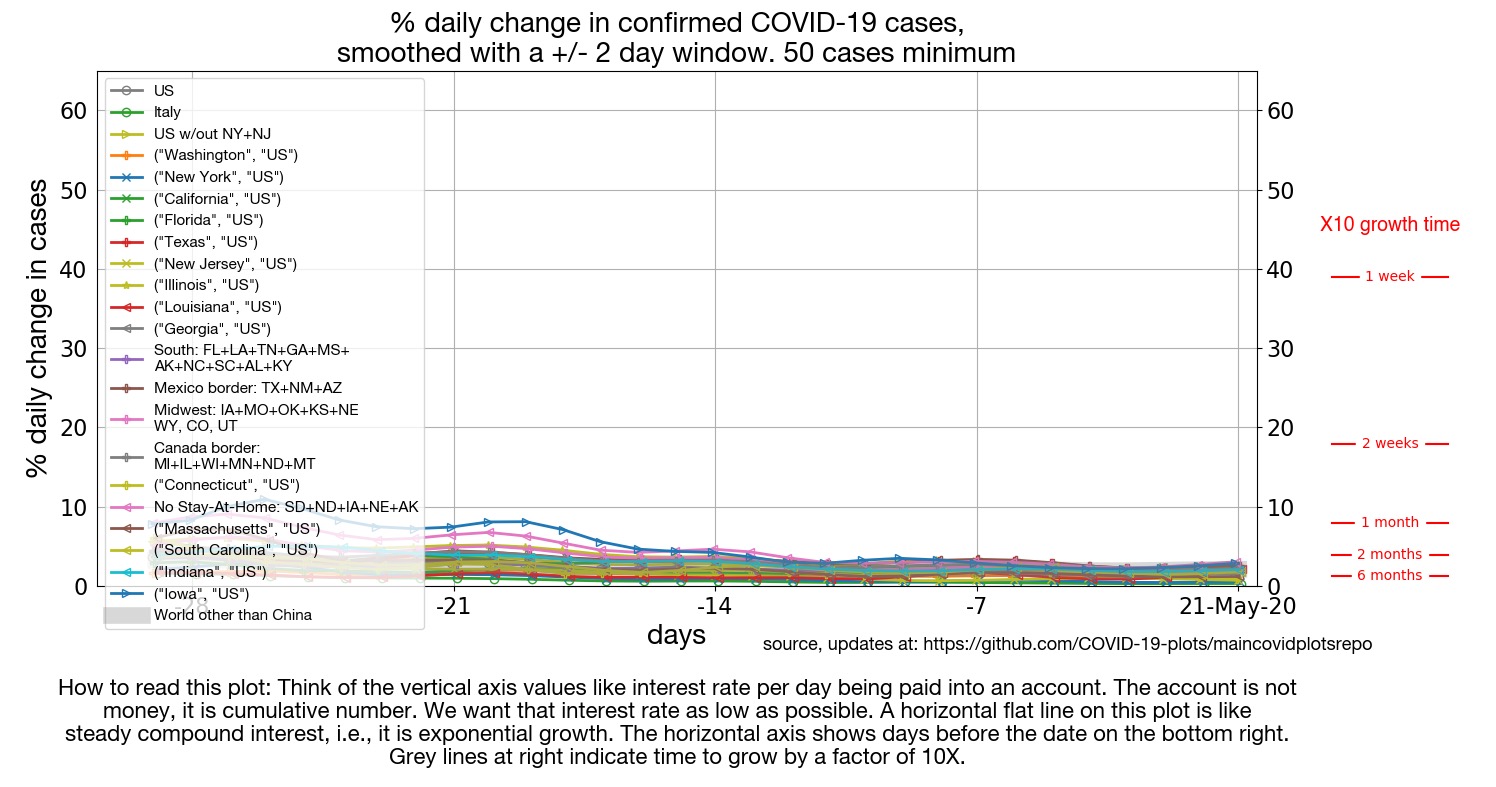 % daily change in confirmed COVID-19 cases,
smoothed with a +/- 2 day window. 50 cases minimum
% daily change in cases
60
50
40
30
20
10
0
US
Italy
US w/out NY+NJ
("Washington", "US")
("New York", "US")
("California", "US")
("Florida", "US")
("Texas", "US")
("New Jersey", "US")
("Illinois", "US")
("Louisiana", "US")
("Georgia", "US")
South: FL+LA+TN+GA+MS+
AK+NC+SC+AL+KY
Mexico border: TX+NM+AZ
Midwest: IA+MO+OK+KS+NE
WY, CO, UT
Canada border:
MI+IL+WI+MN+ND+MT
("Connecticut", "US")
No Stay-At-Home: SD+ND+IA+NE+AK
("Massachusetts", "US")
("South Carolina", "US")
("Indiana", "US")
("Iowa", "US")
World other than China
60
50
40
30
20
10
0
X10 growth time
1 week
2 weeks
1 month
2 months
6 months
-28
-21
-14
-7
21-May-20
days
source, updates at: https://github.com/COVID-19-plots/maincovidplotsrepo
How to read this plot: Think of the vertical axis values like interest rate per day being paid into an account. The account is not
money, it is cumulative number. We want that interest rate as low as possible. A horizontal flat line on this plot is like
steady compound interest, i.e., it is exponential growth. The horizontal axis shows days before the date on the bottom right.
Grey lines at right indicate time to grow by a factor of 10X.